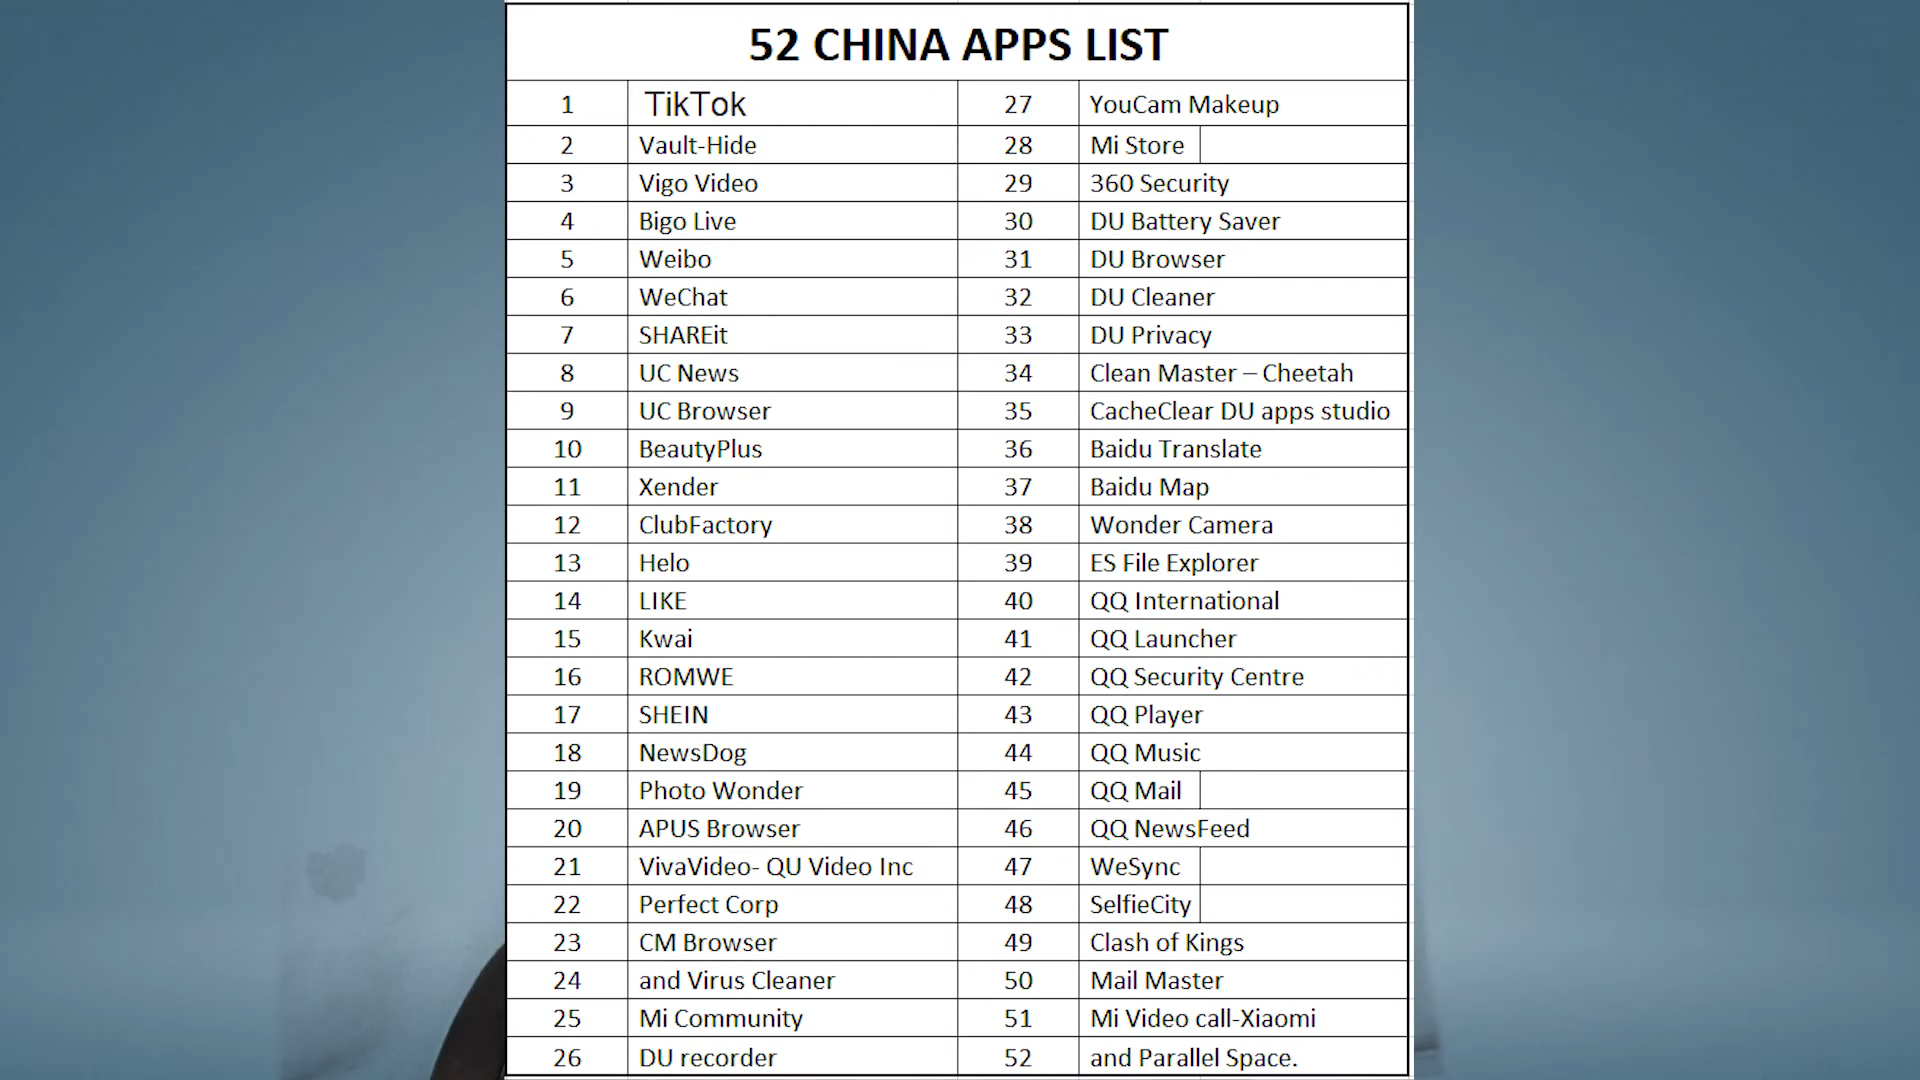 52 CHINA APPS LIST
1 TikTok 27 YouCam Makeup
2 Vault-Hide 28 Mi Store
3 Vigo Video 29 360 Security
4 Bigo Live 30 DU Battery Saver
5 Weibo 31 DU Browser
6 WeChat 32 DU Cleaner
7 SHAREit 33 DU Privacy
8 UC News 34 Clean Master – Cheetah
9 UC Browser 35 CacheClear DU apps studio
10 BeautyPlus 36 Baidu Translate
11 Xender 37 Baidu Map
12 ClubFactory 38 Wonder Camera
13 Helo 39 ES File Explorer
14 LIKE 40 QQ International
15 Kwai 41 QQ Launcher
16 ROMWE 42 QQ Security Centre
17 SHEIN 43 QQ Player
18 NewsDog 44 QQ Music
19 Photo Wonder 45 QQ Mail
20 APUS Browser 46 QQ NewsFeed
21 VivaVideo- QU Video Inc 47 WeSync
22 Perfect Corp 48 SelfieCity
23 CM Browser 49 Clash of Kings
24 and Virus Cleaner 50 Mail Master
25 Mi Community 51 Mi Video call-Xiaomi
26 DU recorder 52 and Parallel Space.